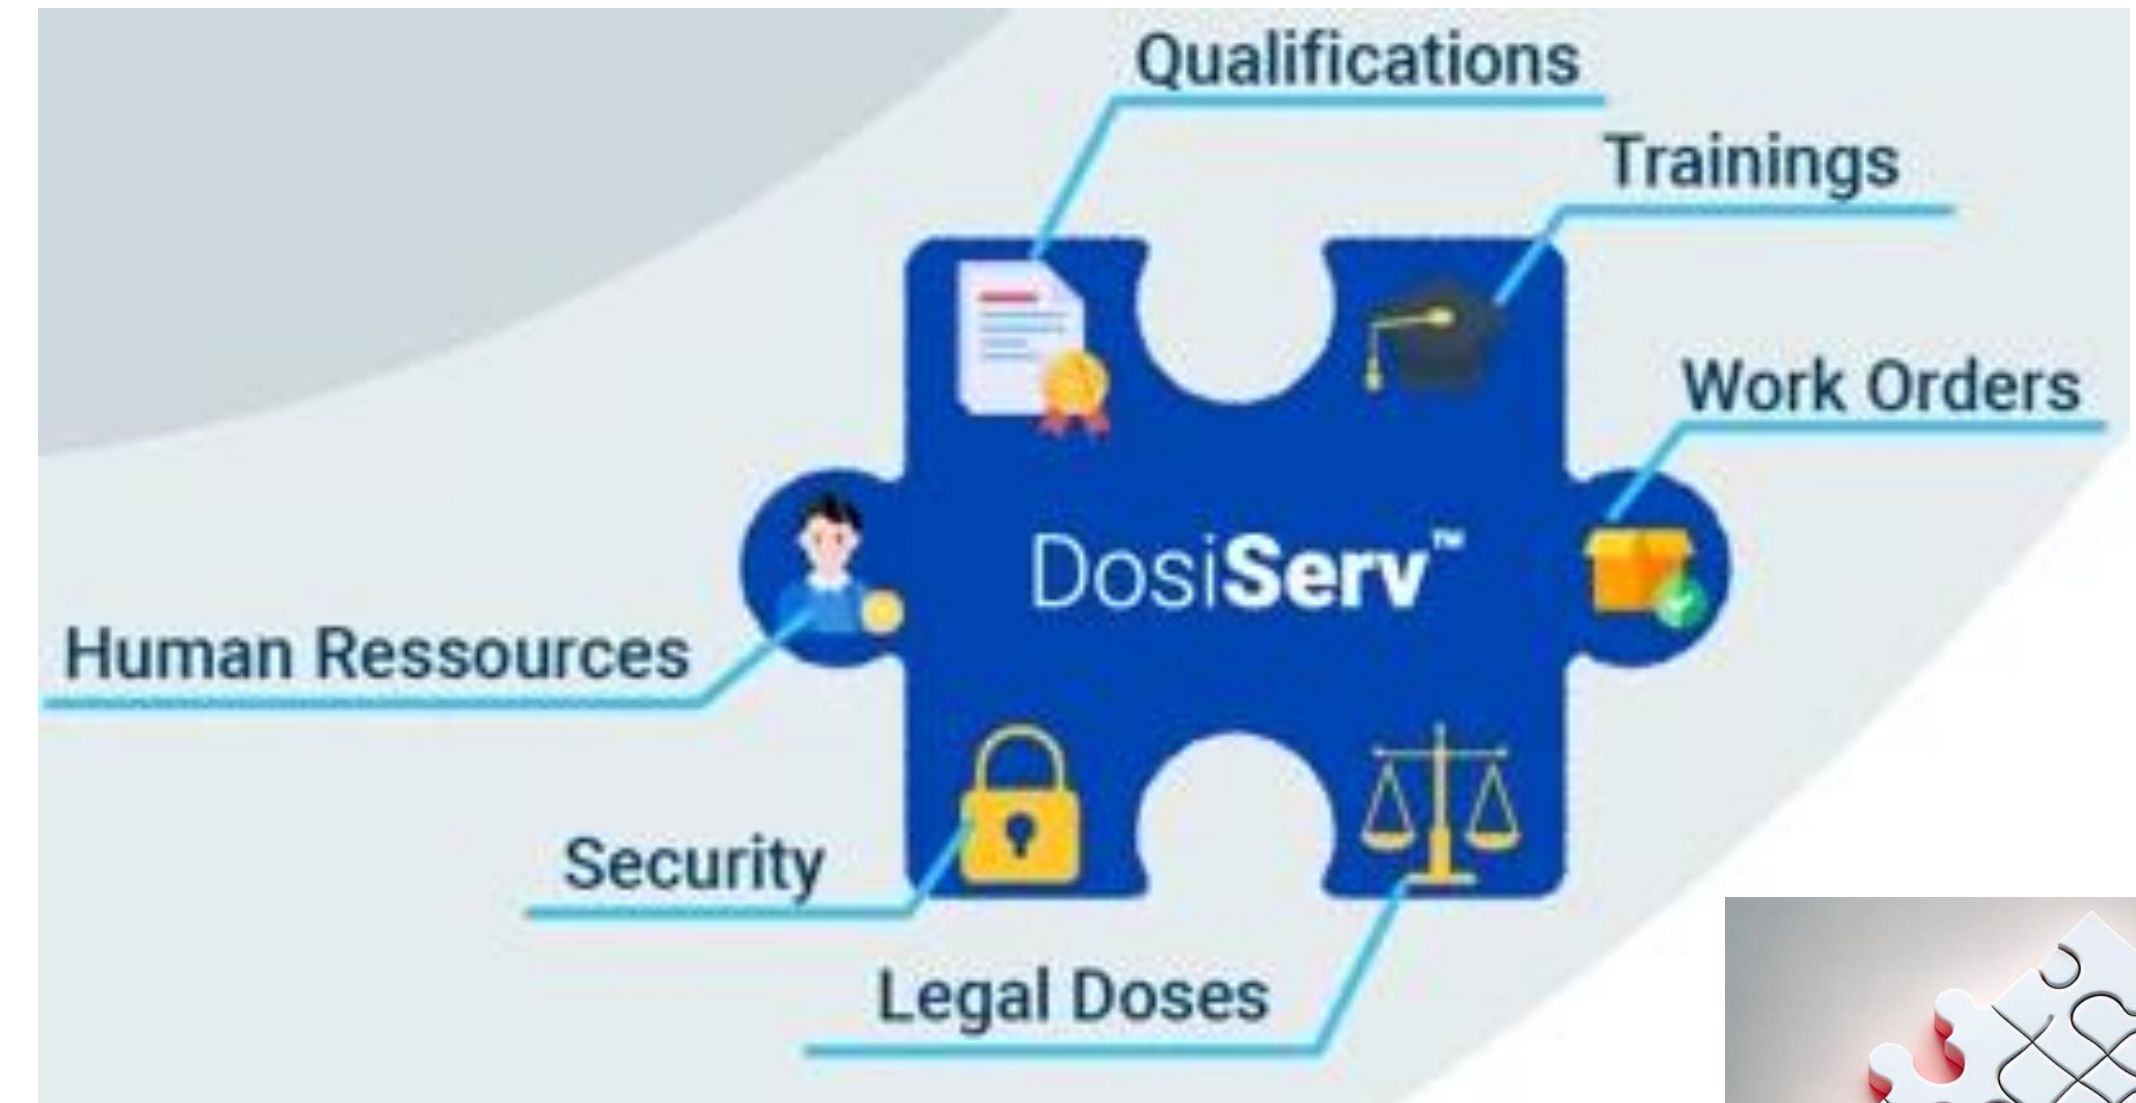 Qualifications
Trainings
Work Orders
DosiServ™
Human Ressources
Security
Legal Doses